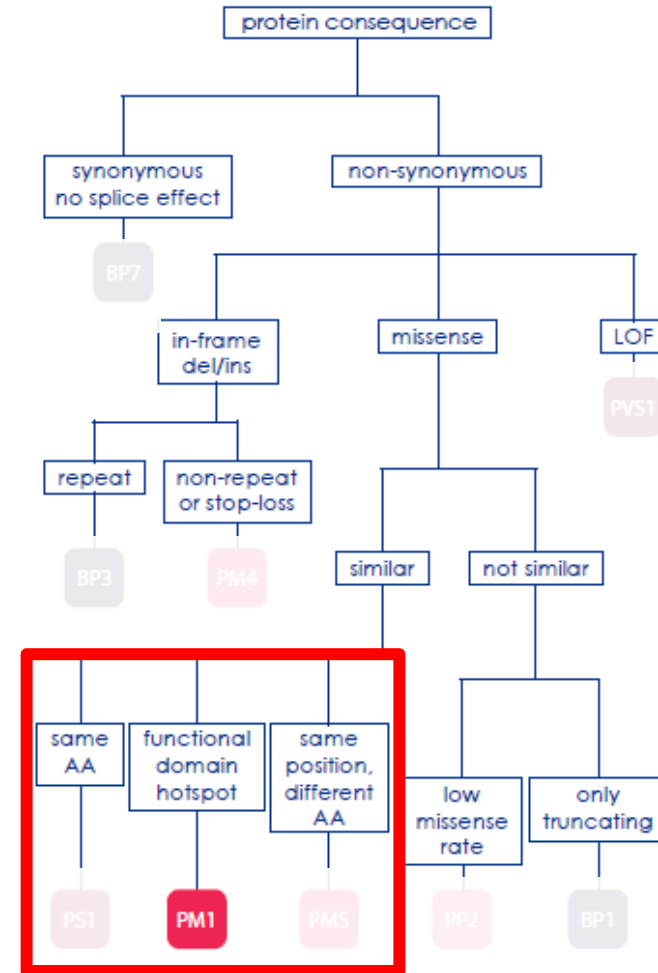 protein consequence
synonymous
no splice effect
non-synonymous
BP7
in-frame
del/ins
missense
LOF
PVS1
repeat
non-repeat
or stop-loss
BP3
PM4
similar
not similar
same
AA
functional
domain
hotspot
same
position,
different
AA
low
missense
rate
only
truncating
PS1
PM1
PM5
PP2
BP1